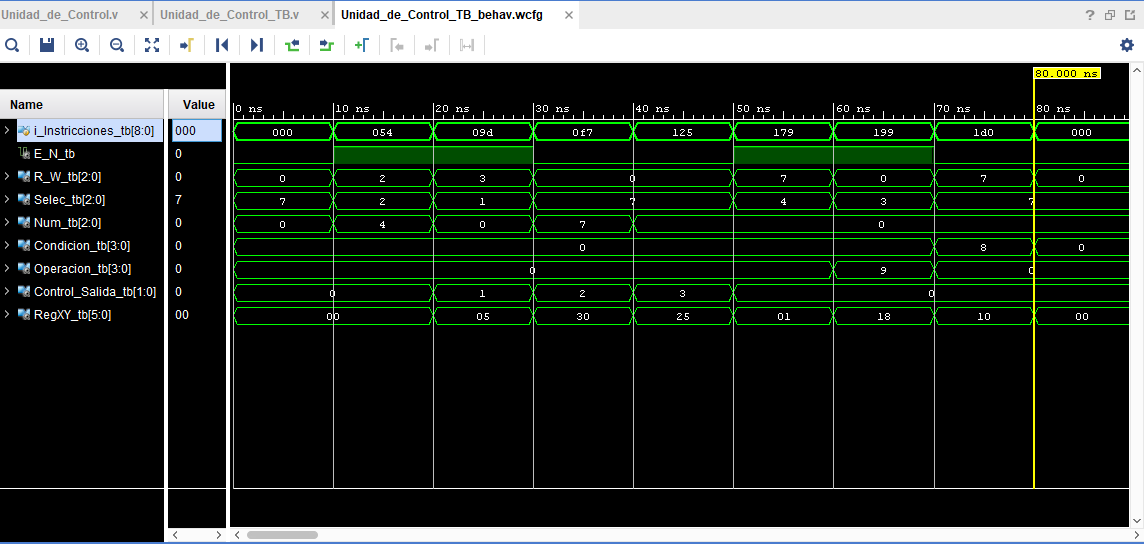 Unidad_de_Control.v × Unidad_de_Control_TB.v × Unidad_de_Control_TB_behav.wcfg ×
?
80.000 ns
Name Value
0 ns 10 ns 20 ns 30 ns 40 ns 50 ns 60 ns 70 ns 80 ns
i_Instricciones_tb[8:0] 000 000 054 09d 0f7 125 179 199 1d0 000
E_N_tb 0
R_W_tb[2:0] 0 0 2 3 0 7 0 7 0
Selec_tb[2:0] 7 7 2 1 7 4 3 7
Num_tb[2:0] 0 0 4 0 7 0
Condicion_tb[3:0] 0 0 8 0
Operacion_tb[3:0] 0 0 9 0
Control_Salida_tb[1:0] 0 0 1 2 3 0
RegXY_tb[5:0] 00 00 05 30 25 01 18 10 00